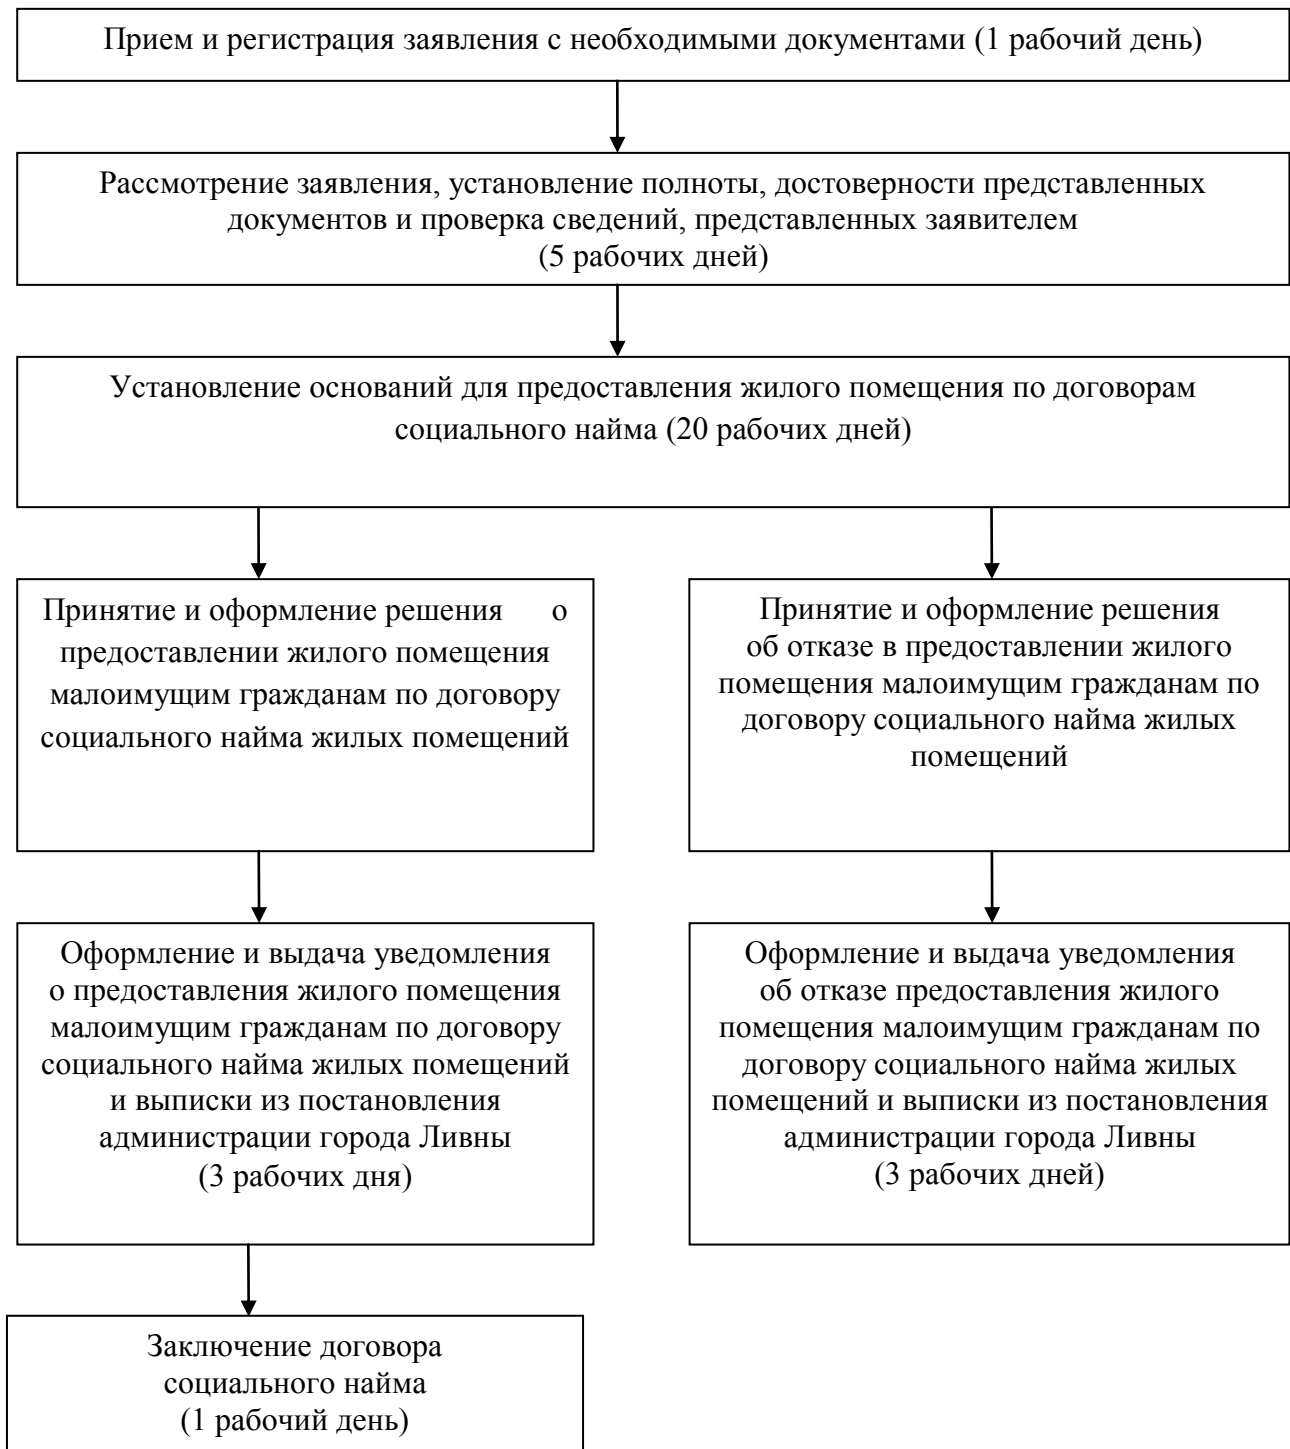 Прием и регистрация заявления с необходимыми документами (1 рабочий день)
Рассмотрение заявления, установление полноты, достоверности представленных
документов и проверка сведений, представленных заявителем
(5 рабочих дней)
Установление оснований для предоставления жилого помещения по договорам
социального найма (20 рабочих дней)
Принятие и оформление решения о
предоставлении жилого помещения
малоимущим гражданам по договору
социального найма жилых помещений
Принятие и оформление решения
об отказе в предоставлении жилого
помещения малоимущим гражданам по
договору социального найма жилых
помещений
Оформление и выдача уведомления
о предоставления жилого помещения
малоимущим гражданам по договору
социального найма жилых помещений
и выписки из постановления
администрации города Ливны
(3 рабочих дня)
Оформление и выдача уведомления
об отказе предоставления жилого
помещения малоимущим гражданам по
договору социального найма жилых
помещений и выписки из постановления
администрации города Ливны
(3 рабочих дней)
Заключение договора
социального найма
(1 рабочий день)